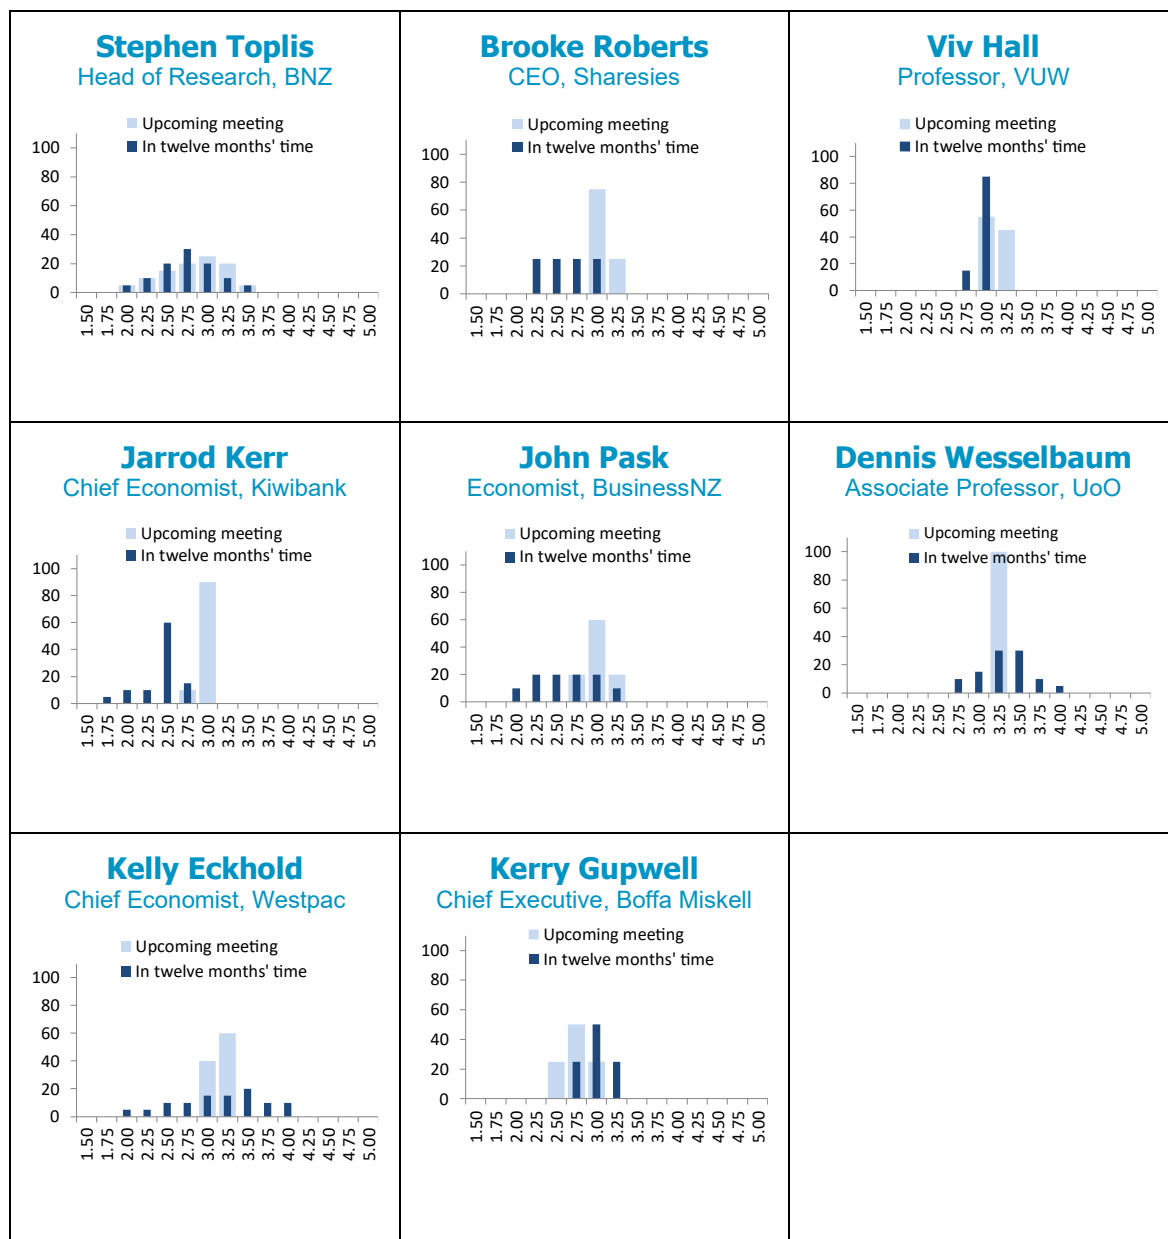 Stephen Toplis
Head of Research, BNZ
Upcoming meeting
In twelve months' time
100
80
60
40
20
0
1.50 1.75 2.00 2.25 2.50 2.75 3.00 3.25 3.50 3.75 4.00 4.25 4.50 4.75 5.00
Brooke Roberts
CEO, Sharesies
Upcoming meeting
In twelve months' time
100
80
60
40
20
0
1.50 1.75 2.00 2.25 2.50 2.75 3.00 3.25 3.50 3.75 4.00 4.25 4.50 4.75 5.00
Viv Hall
Professor, VUW
Upcoming meeting
In twelve months' time
100
80
60
40
20
0
1.50 1.75 2.00 2.25 2.50 2.75 3.00 3.25 3.50 3.75 4.00 4.25 4.50 4.75 5.00
Jarrod Kerr
Chief Economist, Kiwibank
Upcoming meeting
In twelve months' time
100
80
60
40
20
0
1.50 1.75 2.00 2.25 2.50 2.75 3.00 3.25 3.50 3.75 4.00 4.25 4.50 4.75 5.00
John Pask
Economist, BusinessNZ
Upcoming meeting
In twelve months' time
100
80
60
40
20
0
1.50 1.75 2.00 2.25 2.50 2.75 3.00 3.25 3.50 3.75 4.00 4.25 4.50 4.75 5.00
Dennis Wesselbaum
Associate Professor, UoO
Upcoming meeting
In twelve months' time
100
80
60
40
20
0
1.50 1.75 2.00 2.25 2.50 2.75 3.00 3.25 3.50 3.75 4.00 4.25 4.50 4.75 5.00
Kelly Eckhold
Chief Economist, Westpac
Upcoming meeting
In twelve months' time
100
80
60
40
20
0
1.50 1.75 2.00 2.25 2.50 2.75 3.00 3.25 3.50 3.75 4.00 4.25 4.50 4.75 5.00
Kerry Gupwell
Chief Executive, Boffa Miskell
Upcoming meeting
In twelve months' time
100
80
60
40
20
0
1.50 1.75 2.00 2.25 2.50 2.75 3.00 3.25 3.50 3.75 4.00 4.25 4.50 4.75 5.00